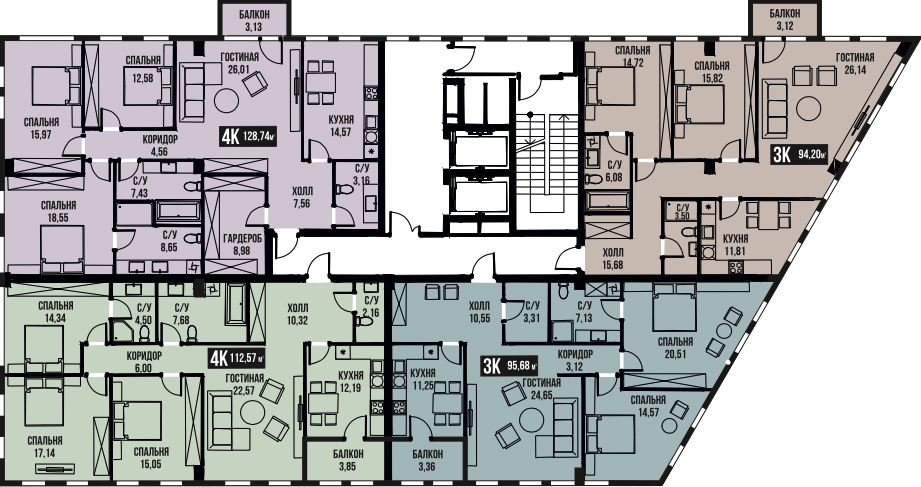 БАЛКОН
3,13
БАЛКОН
3,12
СПАЛЬНЯ
15,97
СПАЛЬНЯ
12,58
ГОСТИНАЯ
26,01
КУХНЯ
14,57
КОРИДОР
4,56
4К 128,74м²
С/У
7,43
С/У
3,16
ХОЛЛ
7,56
СПАЛЬНЯ
18,55
С/У
8,65
ГАРДЕРОБ
8,98
СПАЛЬНЯ
14,72
СПАЛЬНЯ
15,82
ГОСТИНАЯ
26,14
3К 94,20м²
С/У
6,08
С/У
3,50
ХОЛЛ
15,68
КУХНЯ
11,81
СПАЛЬНЯ
14,34
С/У
4,50
С/У
7,68
ХОЛЛ
10,32
С/У
2,16
КОРИДОР
6,00
4К 112,57м²
ГОСТИНАЯ
22,57
КУХНЯ
12,19
СПАЛЬНЯ
17,14
СПАЛЬНЯ
15,05
БАЛКОН
3,85
ХОЛЛ
10,55
С/У
3,31
С/У
7,13
СПАЛЬНЯ
20,51
КУХНЯ
11,25
3К 95,68м²
КОРИДОР
3,12
ГОСТИНАЯ
24,65
СПАЛЬНЯ
14,57
БАЛКОН
3,36